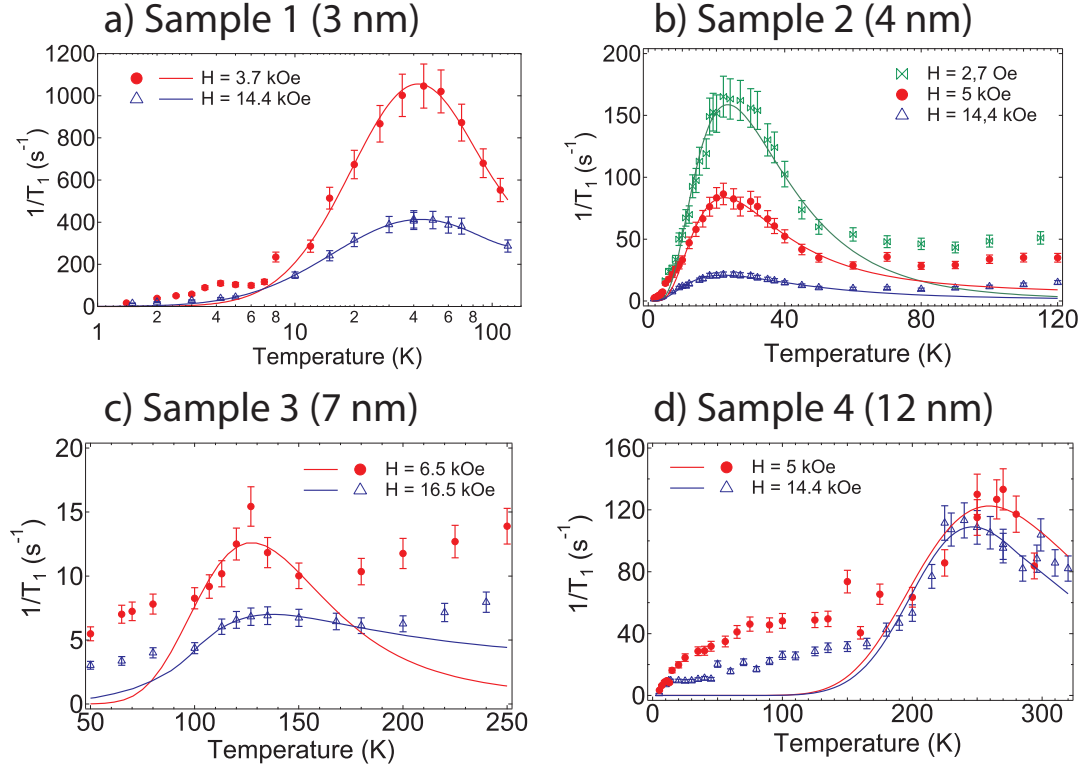 a) Sample 1 (3 nm)
1200
1000
800
600
400
200
0
1/T1 (s-1)
H = 3.7 kOe
H = 14.4 kOe
1 2 4 6 8 10 2 4 6 8 100
Temperature (K)
b) Sample 2 (4 nm)
200
150
100
50
0
1/T1 (s-1)
H = 2,7 Oe
H = 5 kOe
H = 14,4 kOe
0 20 40 60 80 100 120
Temperature (K)
c) Sample 3 (7 nm)
20
15
10
5
0
1/T1 (s-1)
H = 6.5 kOe
H = 16.5 kOe
50 100 150 200 250
Temperature (K)
d) Sample 4 (12 nm)
160
120
80
40
0
1/T1 (s-1)
H = 5 kOe
H = 14.4 kOe
0 100 200 300
Temperature (K)